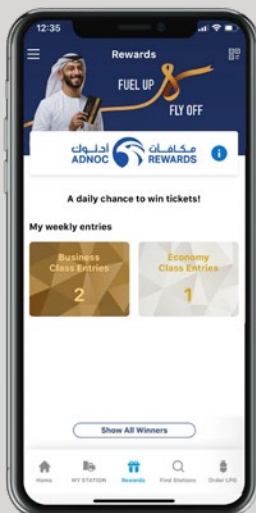 12:35
Rewards
FUEL UP
FLY OFF
أدنوك مكافآت
ADNOC REWARDS
A daily chance to win tickets!
My weekly entries
Business
Class Entries
2
Economy
Class Entries
1
Show All Winners
Home MY STATION Rewards Find Stations Order LPG